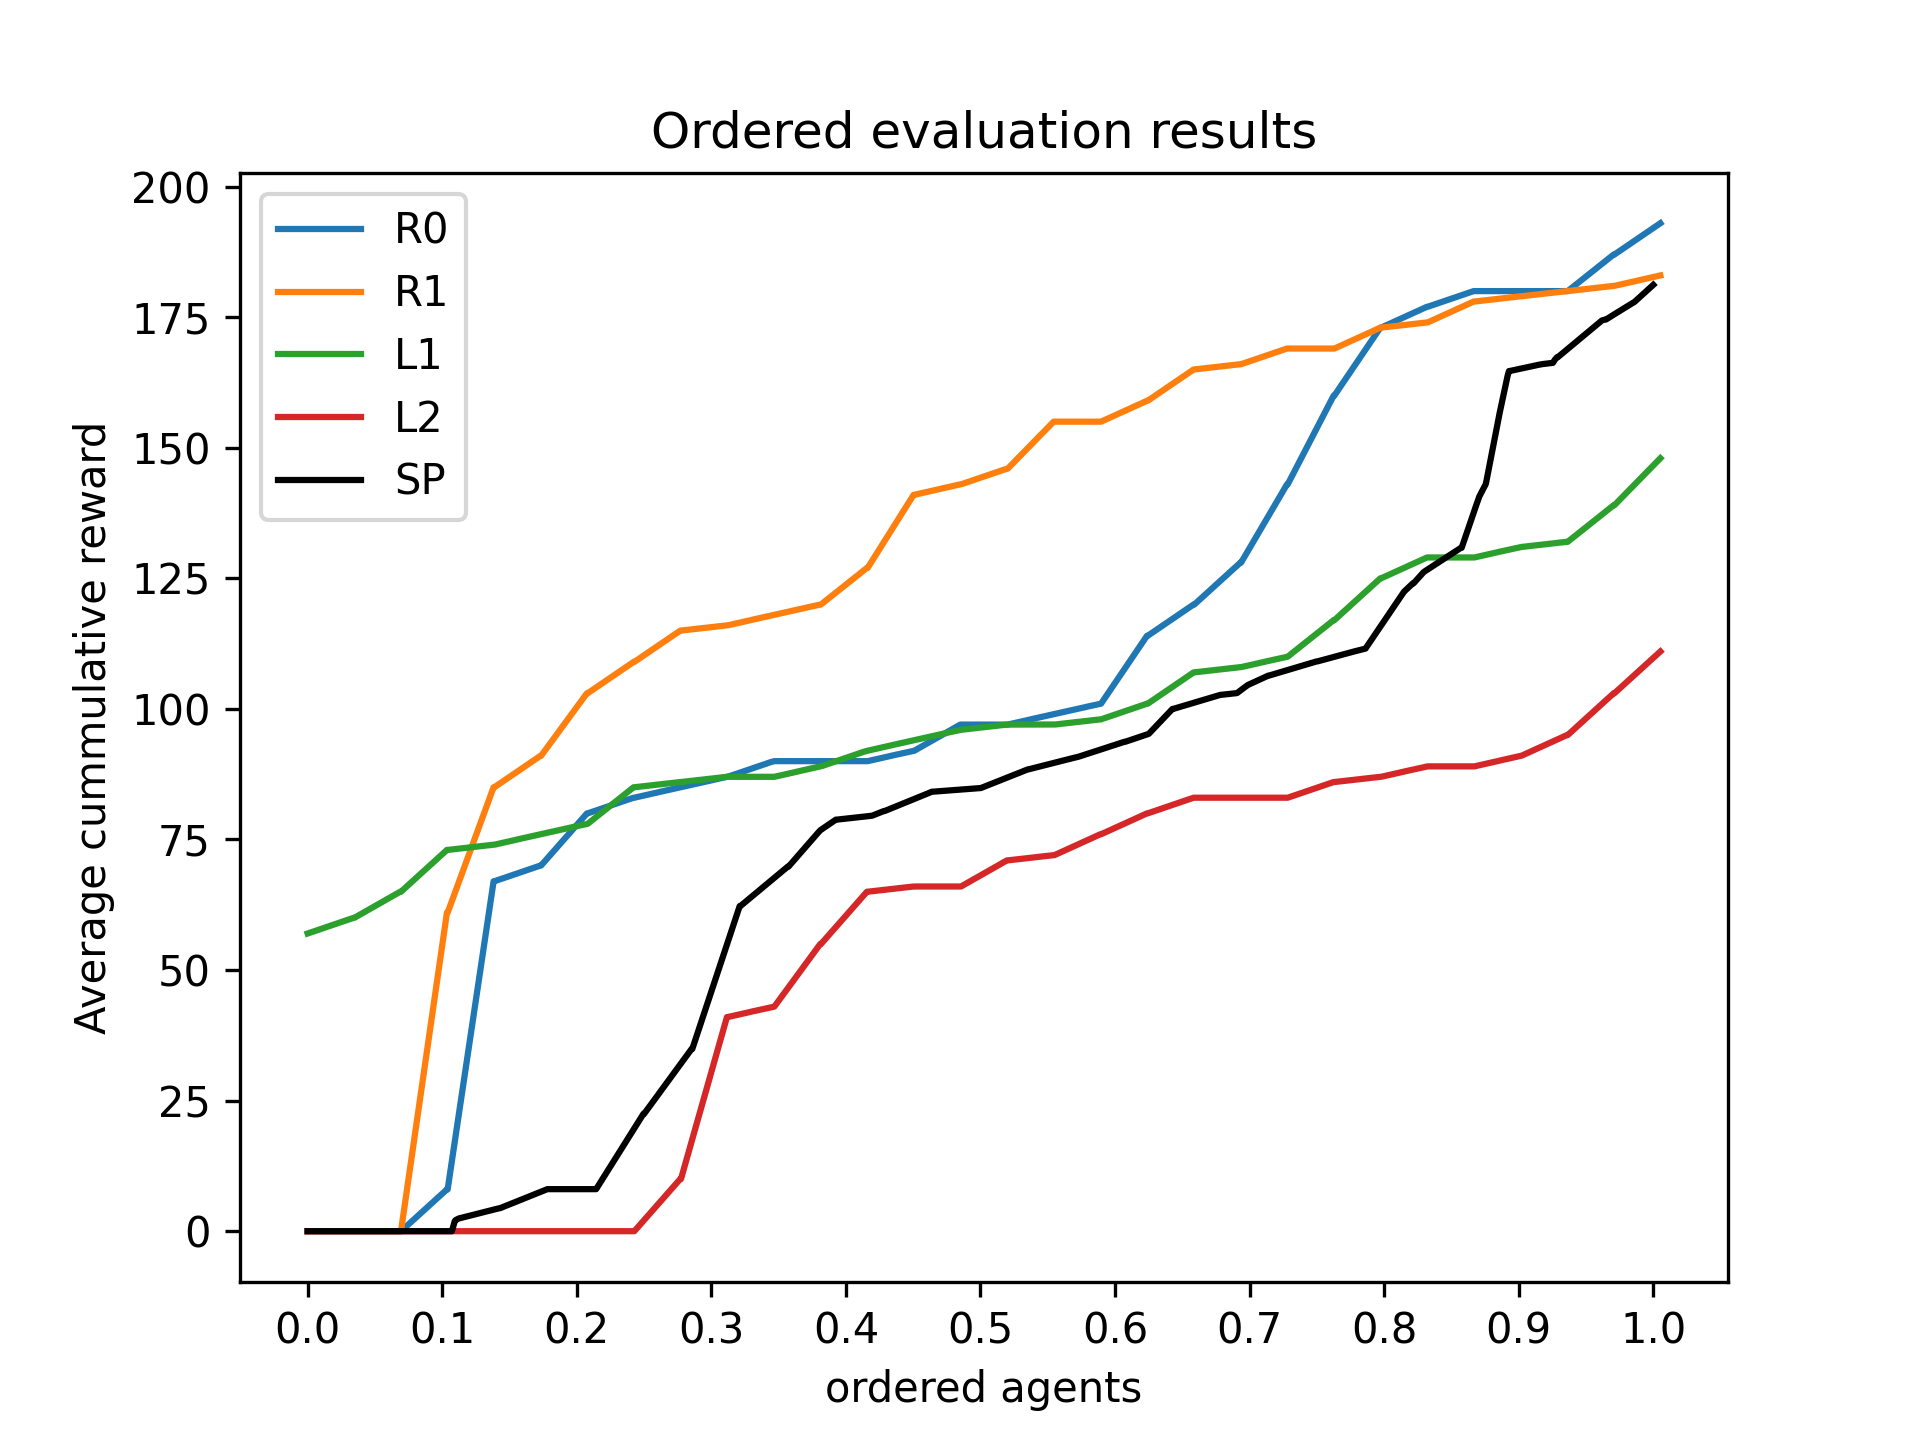 Ordered evaluation results
200
175
150
125
100
75
50
25
0
Average cummulative reward
R0
R1
L1
L2
SP
0.0 0.1 0.2 0.3 0.4 0.5 0.6 0.7 0.8 0.9 1.0
ordered agents